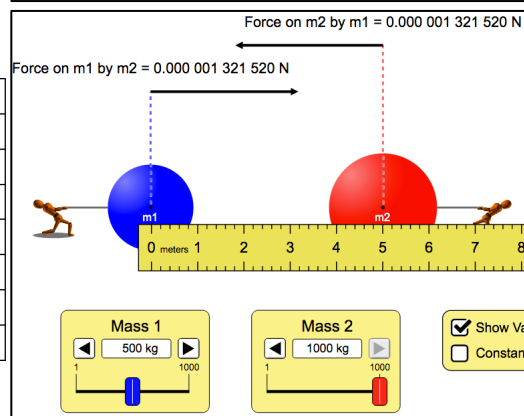 Force on m2 by m1 = 0.000 001 321 520 N
Force on m1 by m2 = 0.000 001 321 520 N
m1
m2
0 meters 1 2 3 4 5 6 7 8
Mass 1
500 kg
1 1000
Mass 2
1000 kg
1 1000
Show Va
Constan